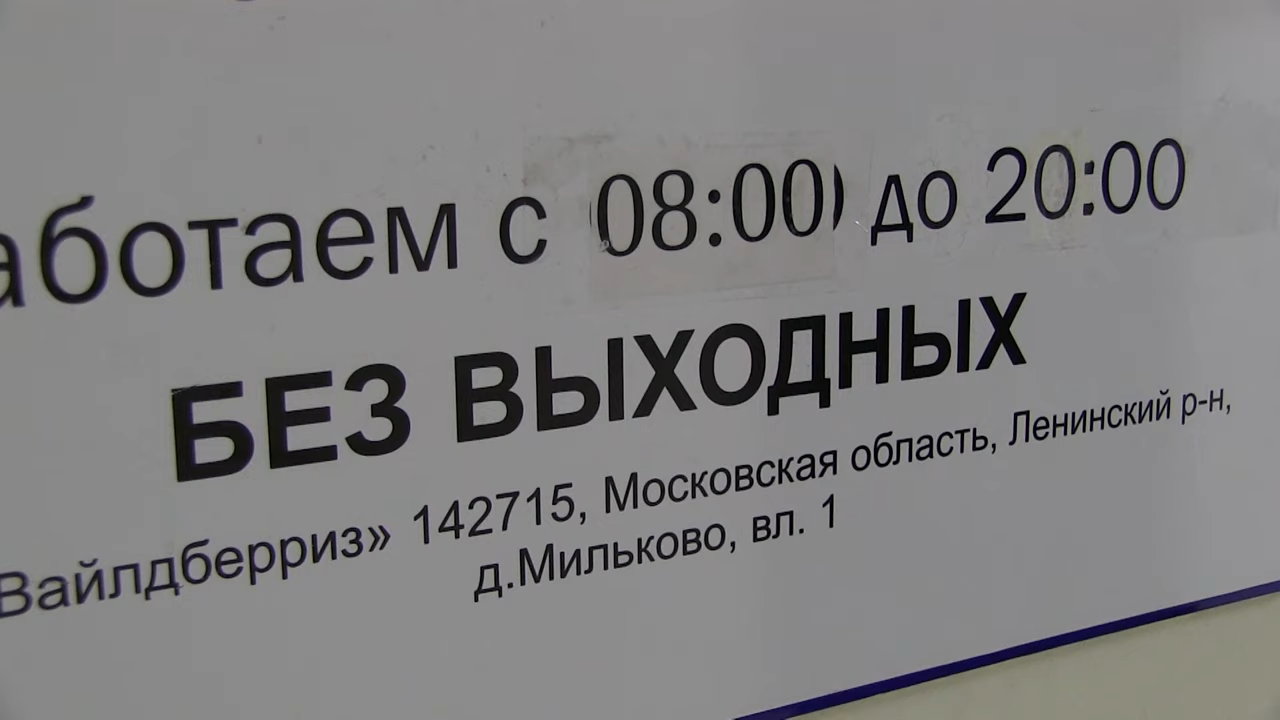 аботаем с 08:00 до 20:00
БЕЗ ВЫХОДНЫХ
Вайлдберриз» 142715, Московская область, Ленинский р-н,
д.Мильково, вл. 1